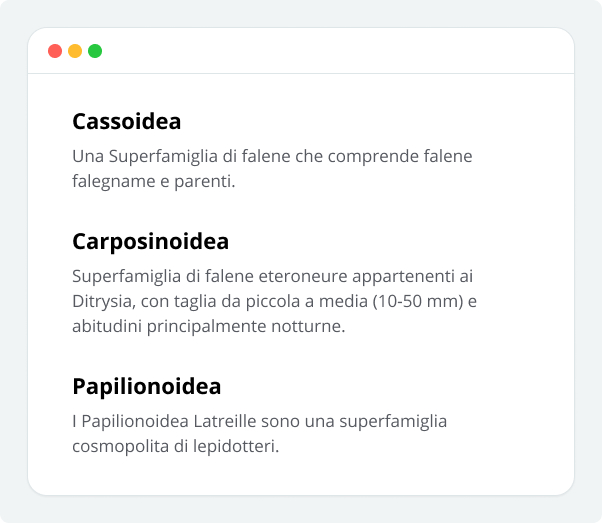 Cassoidea
Una Superfamiglia di falene che comprende falene
falegname e parenti.
Carposinoidea
Superfamiglia di falene eteroneure appartenenti ai
Ditrysia, con taglia da piccola a media (10-50 mm) e
abitudini principalmente notturne.
Papilionoidea
I Papilionoidea Latreille sono una superfamiglia
cosmopolita di lepidotteri.